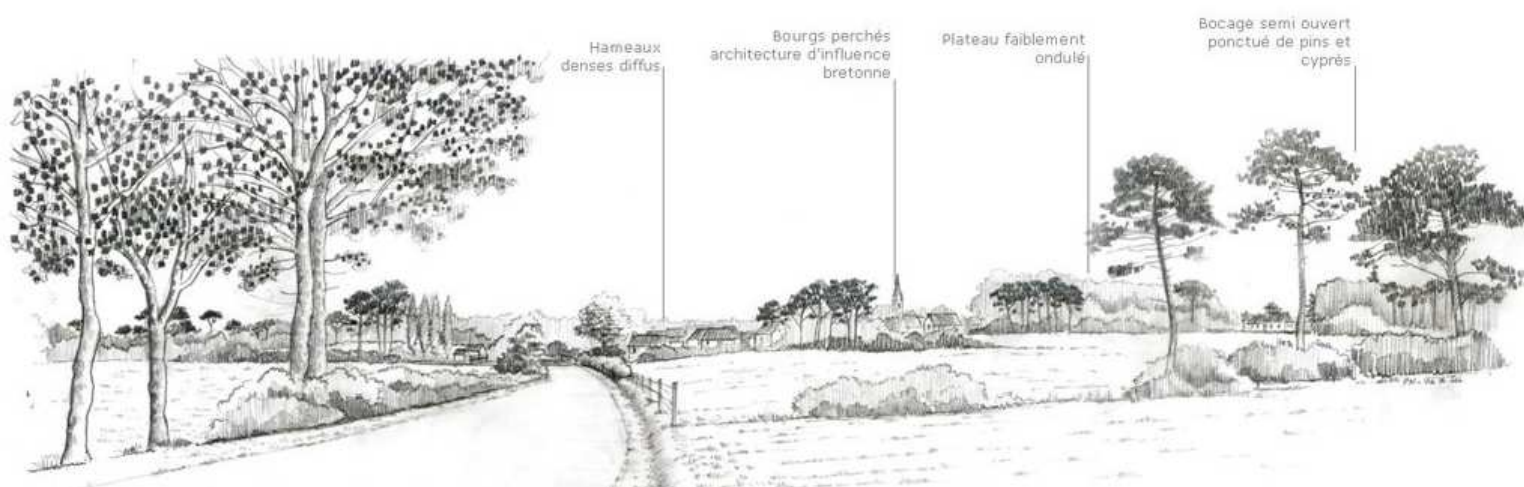 Hameaux
denses diffus
Bourgs perchés
architecture d'influence
bretonne
Plateau faiblement
ondulé
Bocage semi ouvert
ponctué de pins et
cyprès